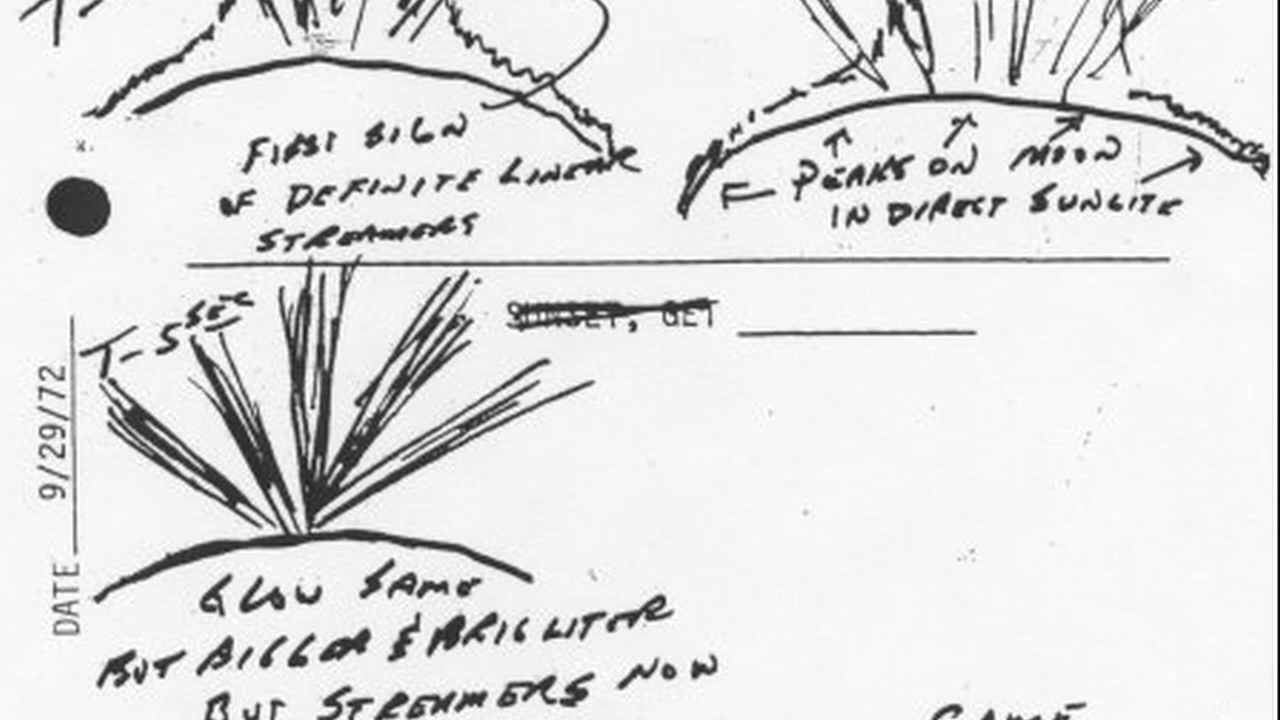 FIRST SIGN
OF DEFINITE LINEAR
STREAMERS
PEAKS ON MOON
IN DIRECT SUNLITE
T-5 SEC
SUNSET, GET
DATE 9/29/72
GLOW SAME
BUT BIGGER & BRIGLITER
BUT STREAMERS NOW